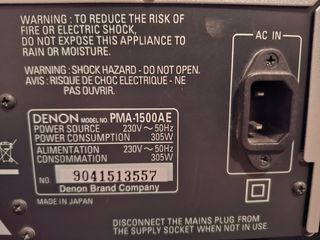 WARNING : TO REDUCE THE RISK OF
FIRE OR ELECTRIC SHOCK,
DO NOT EXPOSE THIS APPLIANCE TO
RAIN OR MOISTURE.
WARNING : SHOCK HAZARD - DO NOT OPEN.
AVIS : RISQUE DE CHOC ELECTRIQUE - NE
PAS OUVRIR.
AC IN
DENON MODEL NO. PMA-1500AE
POWER SOURCE 230V ~ 50Hz
POWER CONSUMPTION 305W
ALIMENTATION 230V ~ 50Hz
CONSOMMATION 305W
NO. 9041513557
Denon Brand Company
MADE IN JAPAN
DISCONNECT THE MAINS PLUG FROM
THE SUPPLY SOCKET WHEN NOT IN USE.